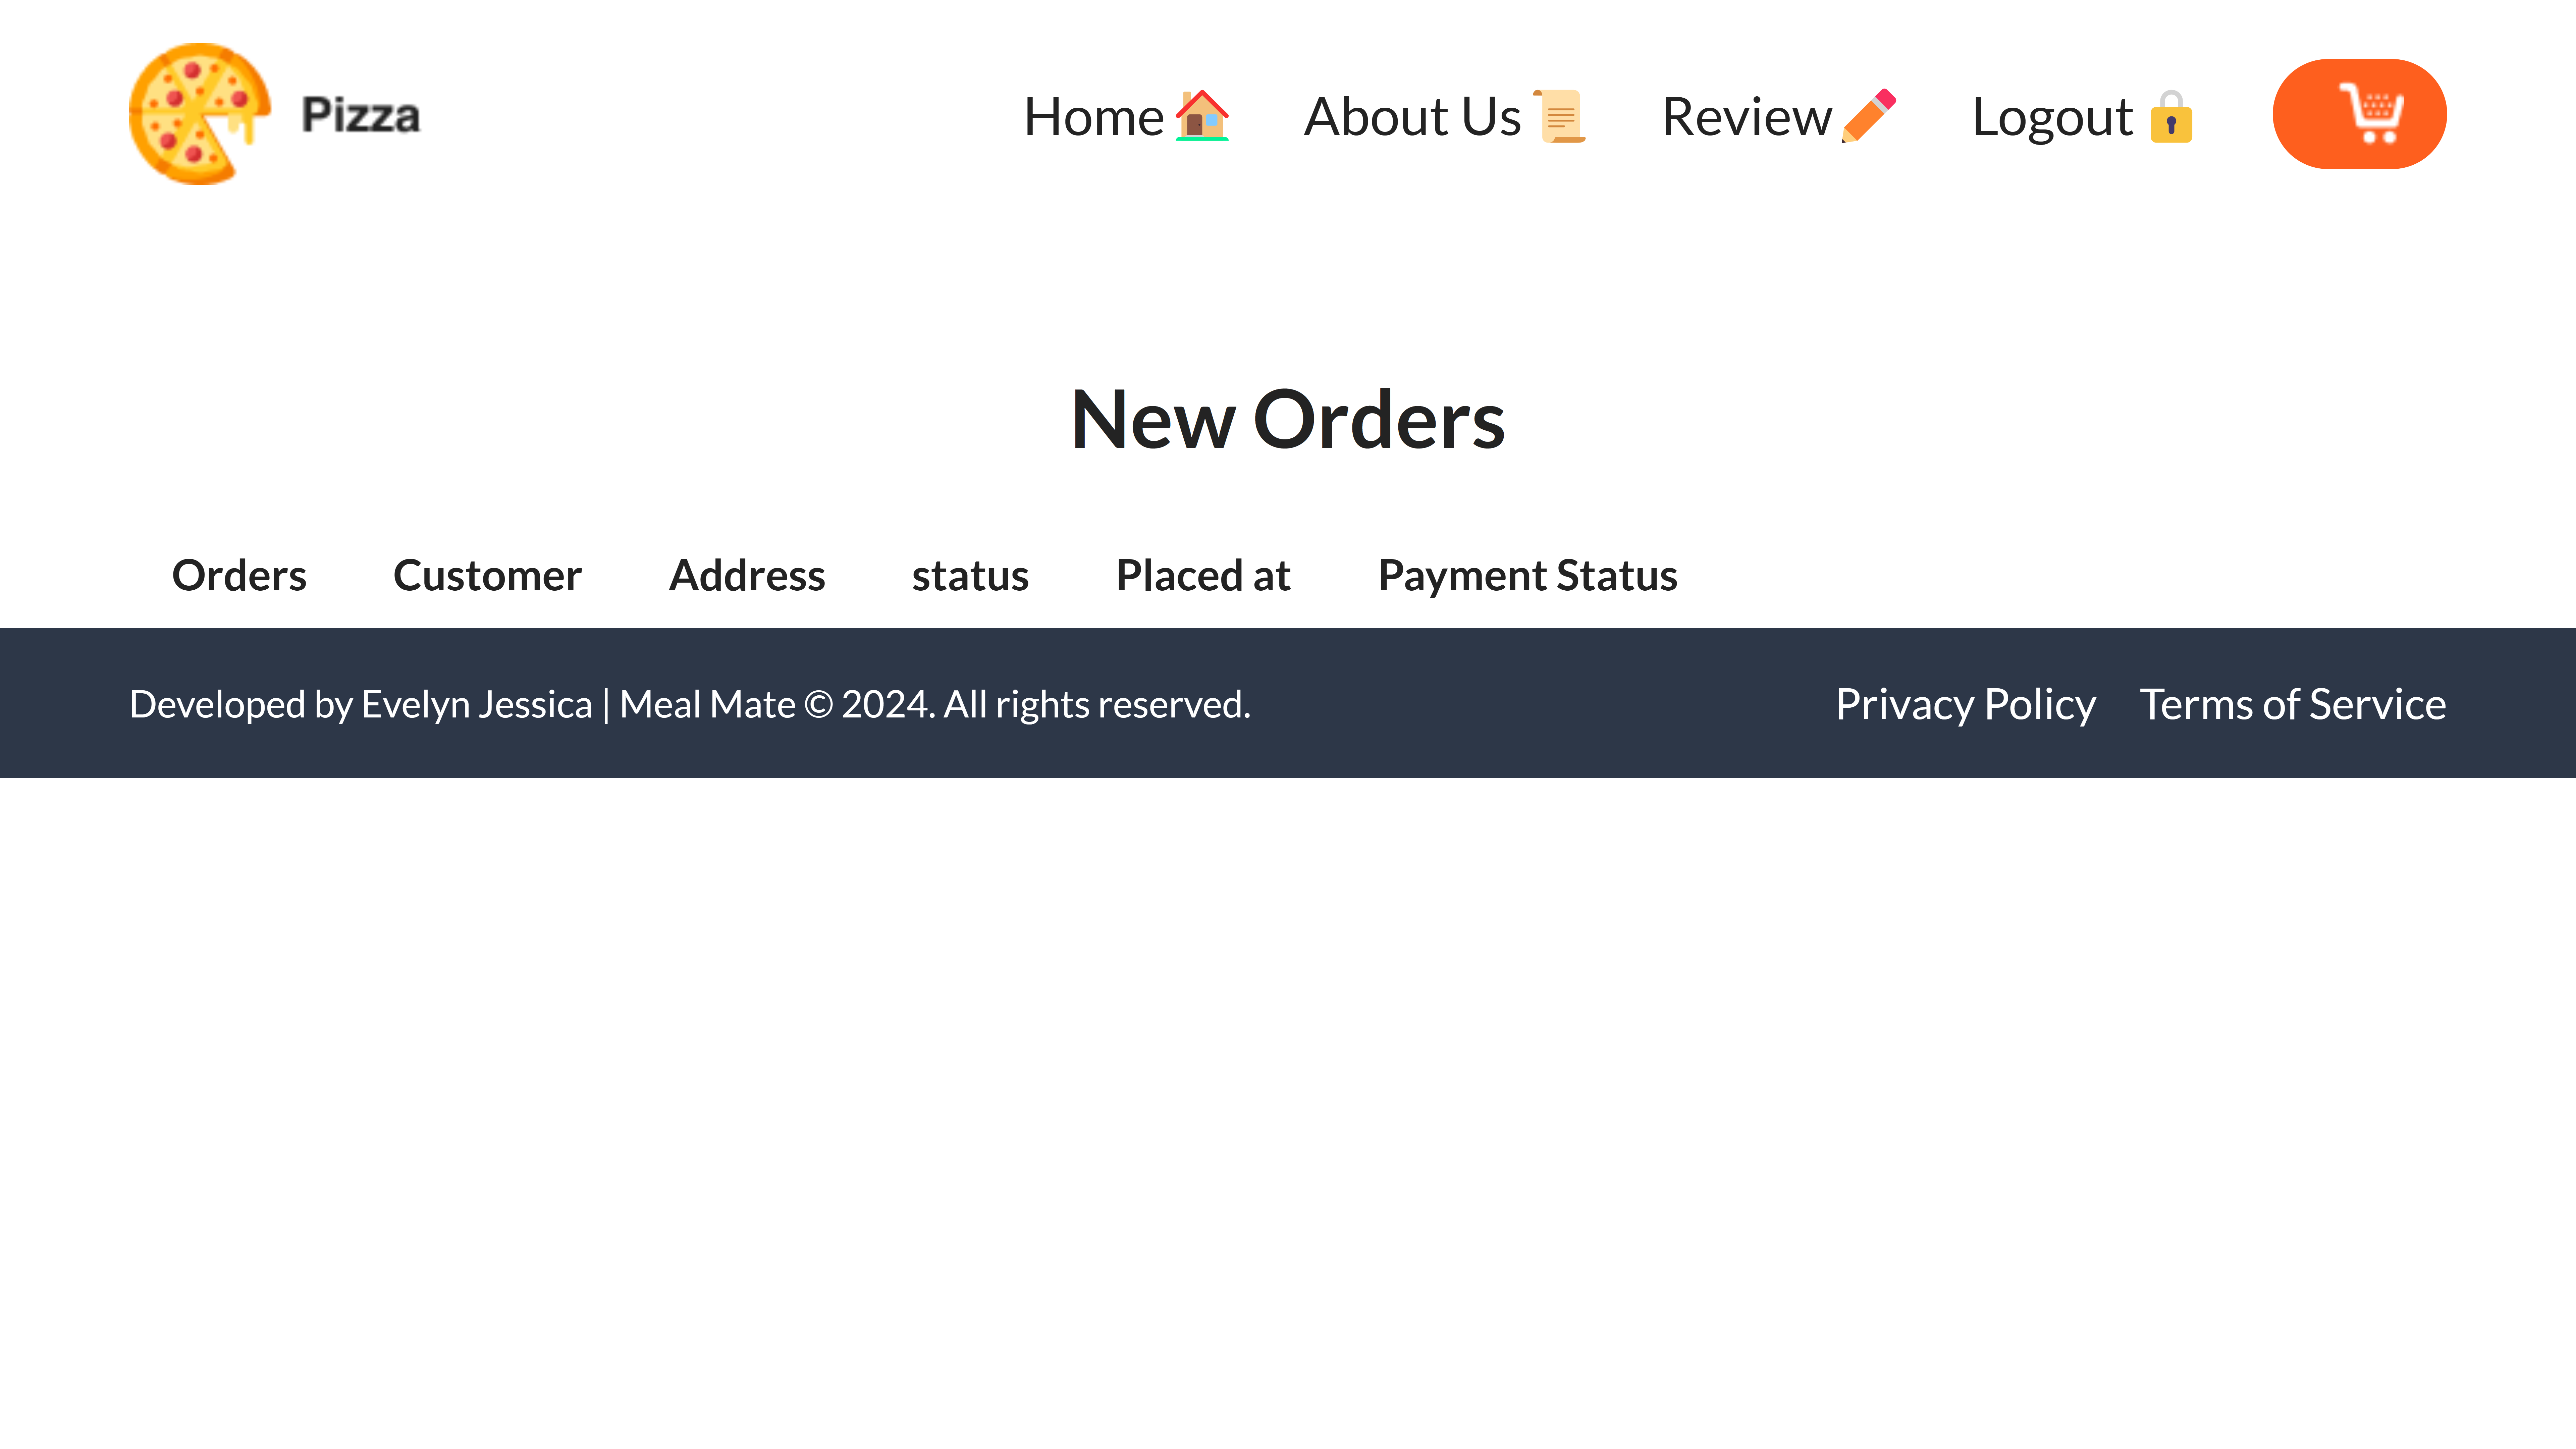 Pizza
Home 🏠 About Us 📜 Review ✏️ Logout 🔒
New Orders
Orders Customer Address status Placed at Payment Status
Developed by Evelyn Jessica | Meal Mate © 2024. All rights reserved. Privacy Policy Terms of Service